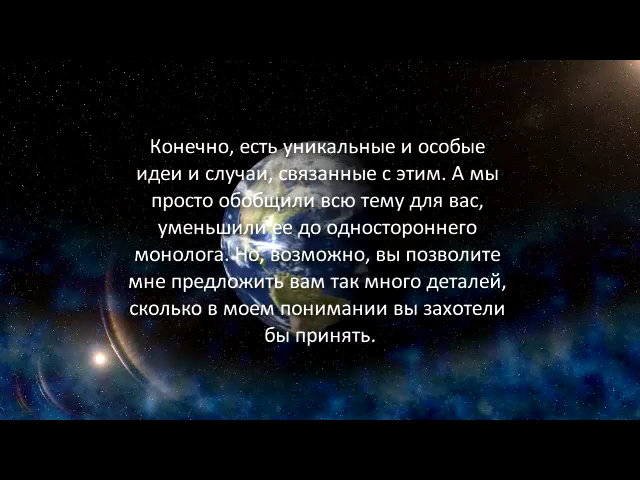 Конечно, есть уникальные и особые
идеи и случаи, связанные с этим. А мы
просто обобщили всю тему для вас,
уменьшили ее до одностороннего
монолога. Но, возможно, вы позволите
мне предложить вам так много деталей,
сколько в моем понимании вы захотели
бы принять.